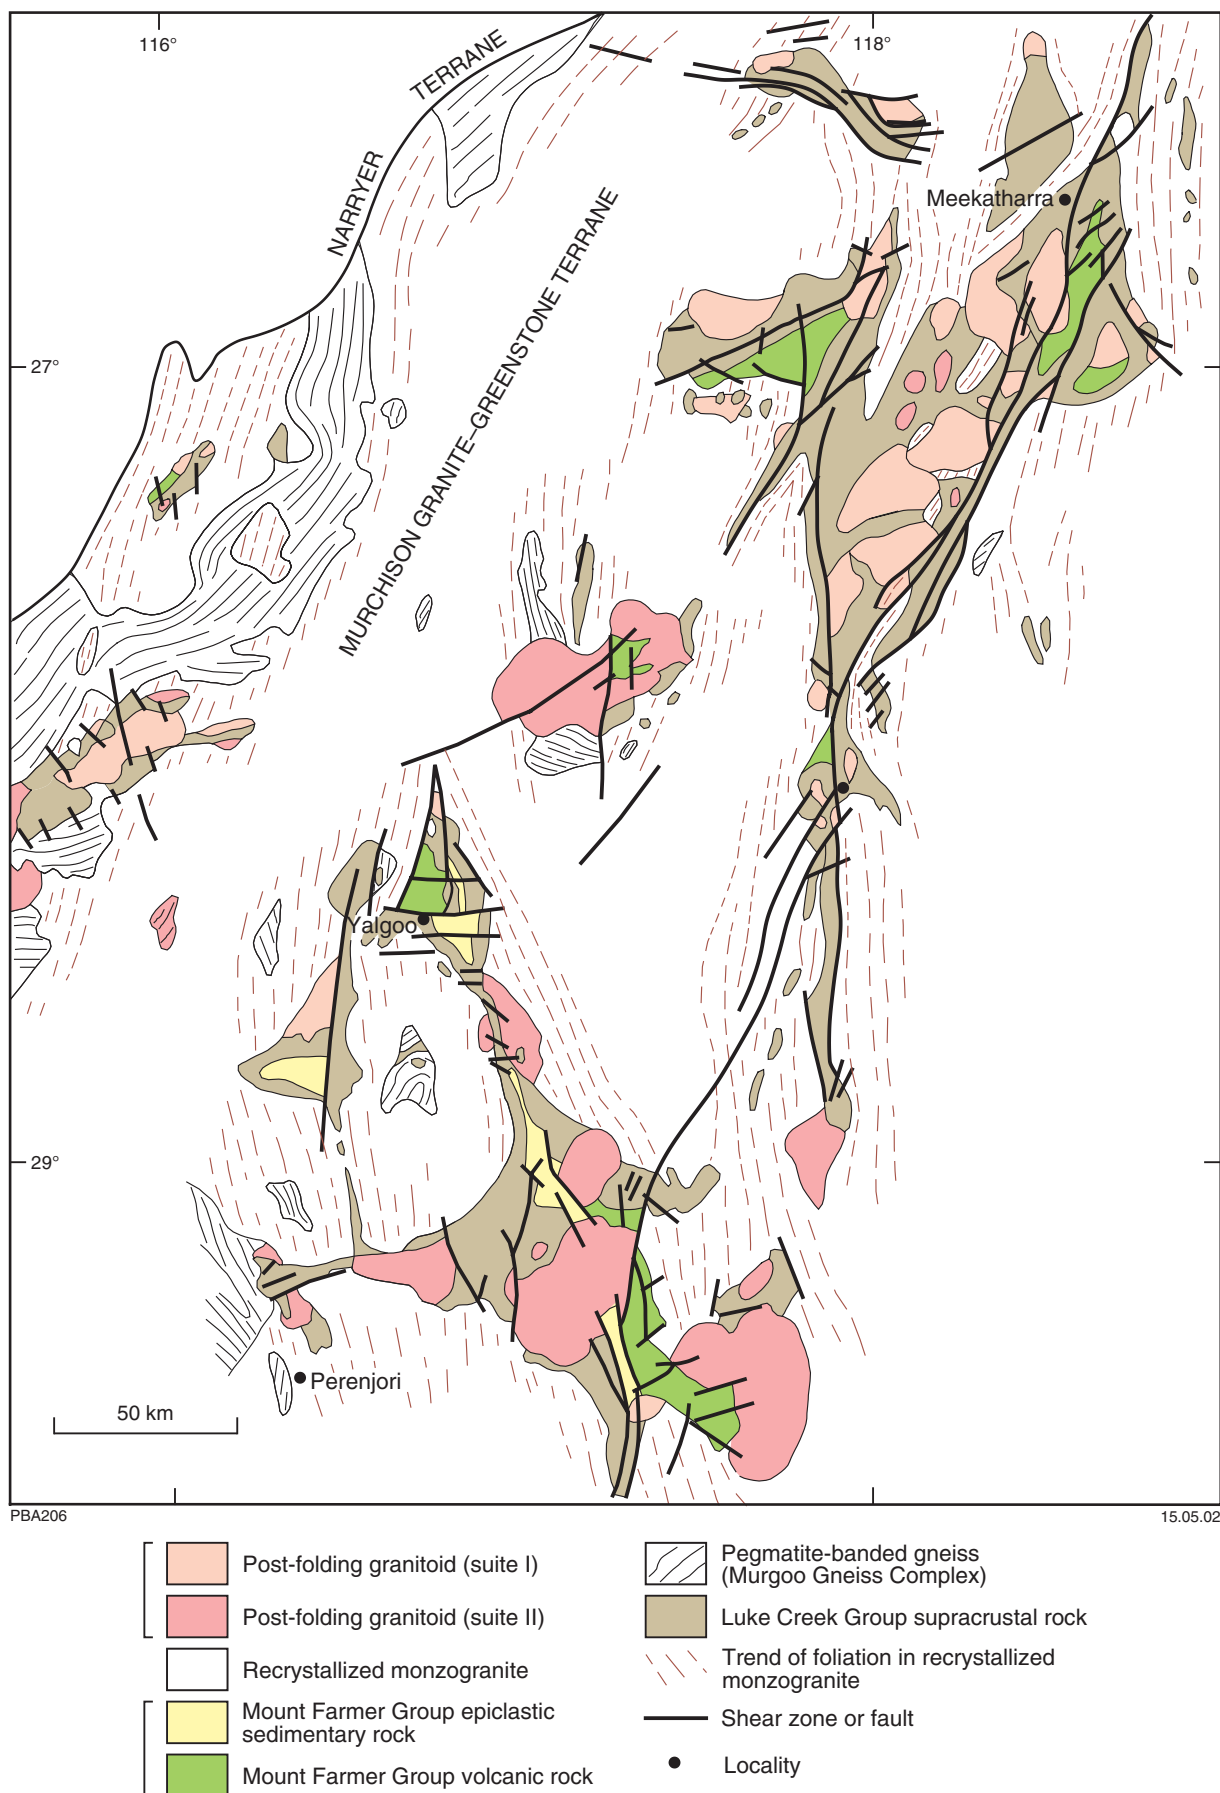 116°
118°
NARRYER TERRANE
Meekatharra
27°
MURCHISON GRANITE–GREENSTONE TERRANE
Yalgoo
29°
Perenjori
50 km
PBA206
15.05.02
Post-folding granitoid (suite I)
Post-folding granitoid (suite II)
Recrystallized monzogranite
Mount Farmer Group epiclastic
sedimentary rock
Mount Farmer Group volcanic rock
Pegmatite-banded gneiss
(Murgoo Gneiss Complex)
Luke Creek Group supracrustal rock
Trend of foliation in recrystallized
monzogranite
Shear zone or fault
Locality